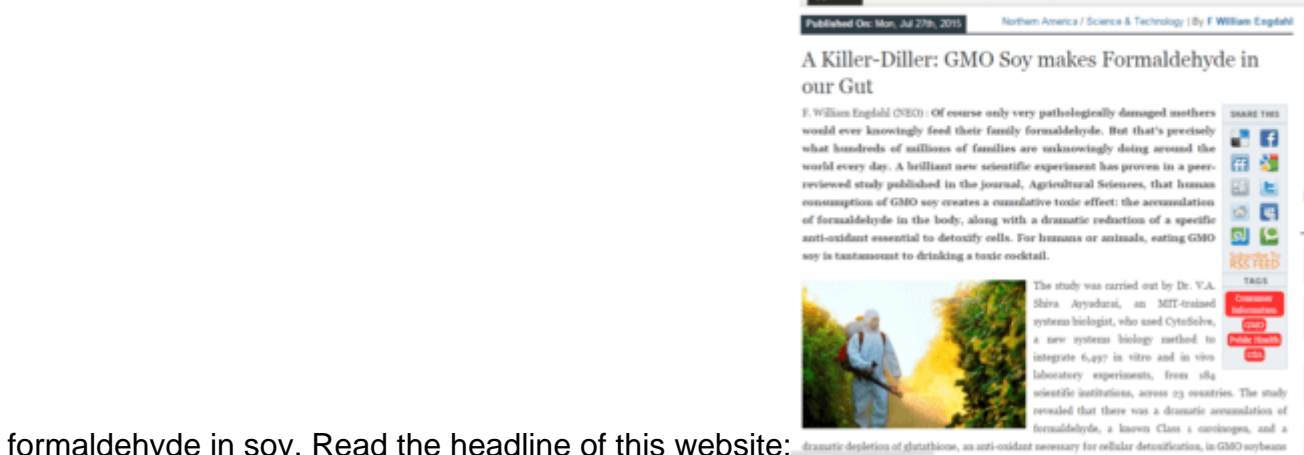 Published On: Mon, Jul 27th, 2015
Northern America / Science & Technology | By F William Engdahl
A Killer-Diller: GMO Soy makes Formaldehyde in
our Gut
F. William Engdahl (NEO) : Of course only very pathologically damaged mothers
would ever knowingly feed their family formaldehyde. But that's precisely
what hundreds of millions of families are unknowingly doing around the
world every day. A brilliant new scientific experiment has proven in a peer-
reviewed study published in the journal, Agricultural Sciences, that human
consumption of GMO soy creates a cumulative toxic effect: the accumulation
of formaldehyde in the body, along with a dramatic reduction of a specific
anti-oxidant essential to detoxify cells. For humans or animals, eating GMO
soy is tantamount to drinking a toxic cocktail.
SHARE THIS
Subscribe To
RSS FEED
TAGS
Consumer
Information
GMO
Public Health
USA
The study was carried out by Dr. V.A.
Shiva Ayyadurai, an MIT-trained
systems biologist, who used CytoSolve,
a new systems biology method to
integrate 6,497 in vitro and in vivo
laboratory experiments, from 184
scientific institutions, across 23 countries. The study
revealed that there was a dramatic accumulation of
formaldehyde, a known Class 1 carcinogen, and a
dramatic depletion of glutathione, an anti-oxidant necessary for cellular detoxification, in GMO soybeans
formaldehyde in soy. Read the headline of this website: